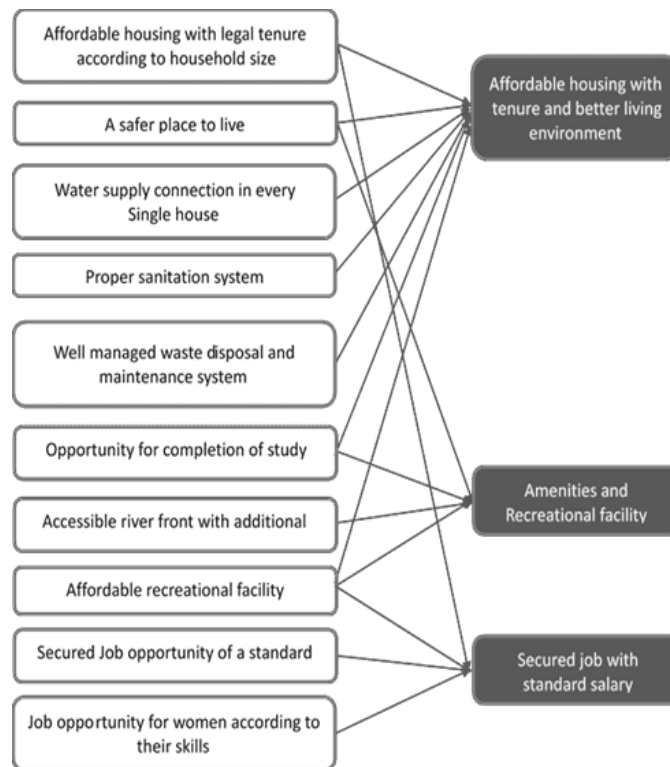 Affordable housing with legal tenure
according to household size
A safer place to live
Water supply connection in every
Single house
Proper sanitation system
Well managed waste disposal and
maintenance system
Opportunity for completion of study
Accessible river front with additional
Affordable recreational facility
Secured Job opportunity of a standard
Job opportunity for women according to
their skills
Affordable housing with
tenure and better living
environment
Amenities and
Recreational facility
Secured job with
standard salary